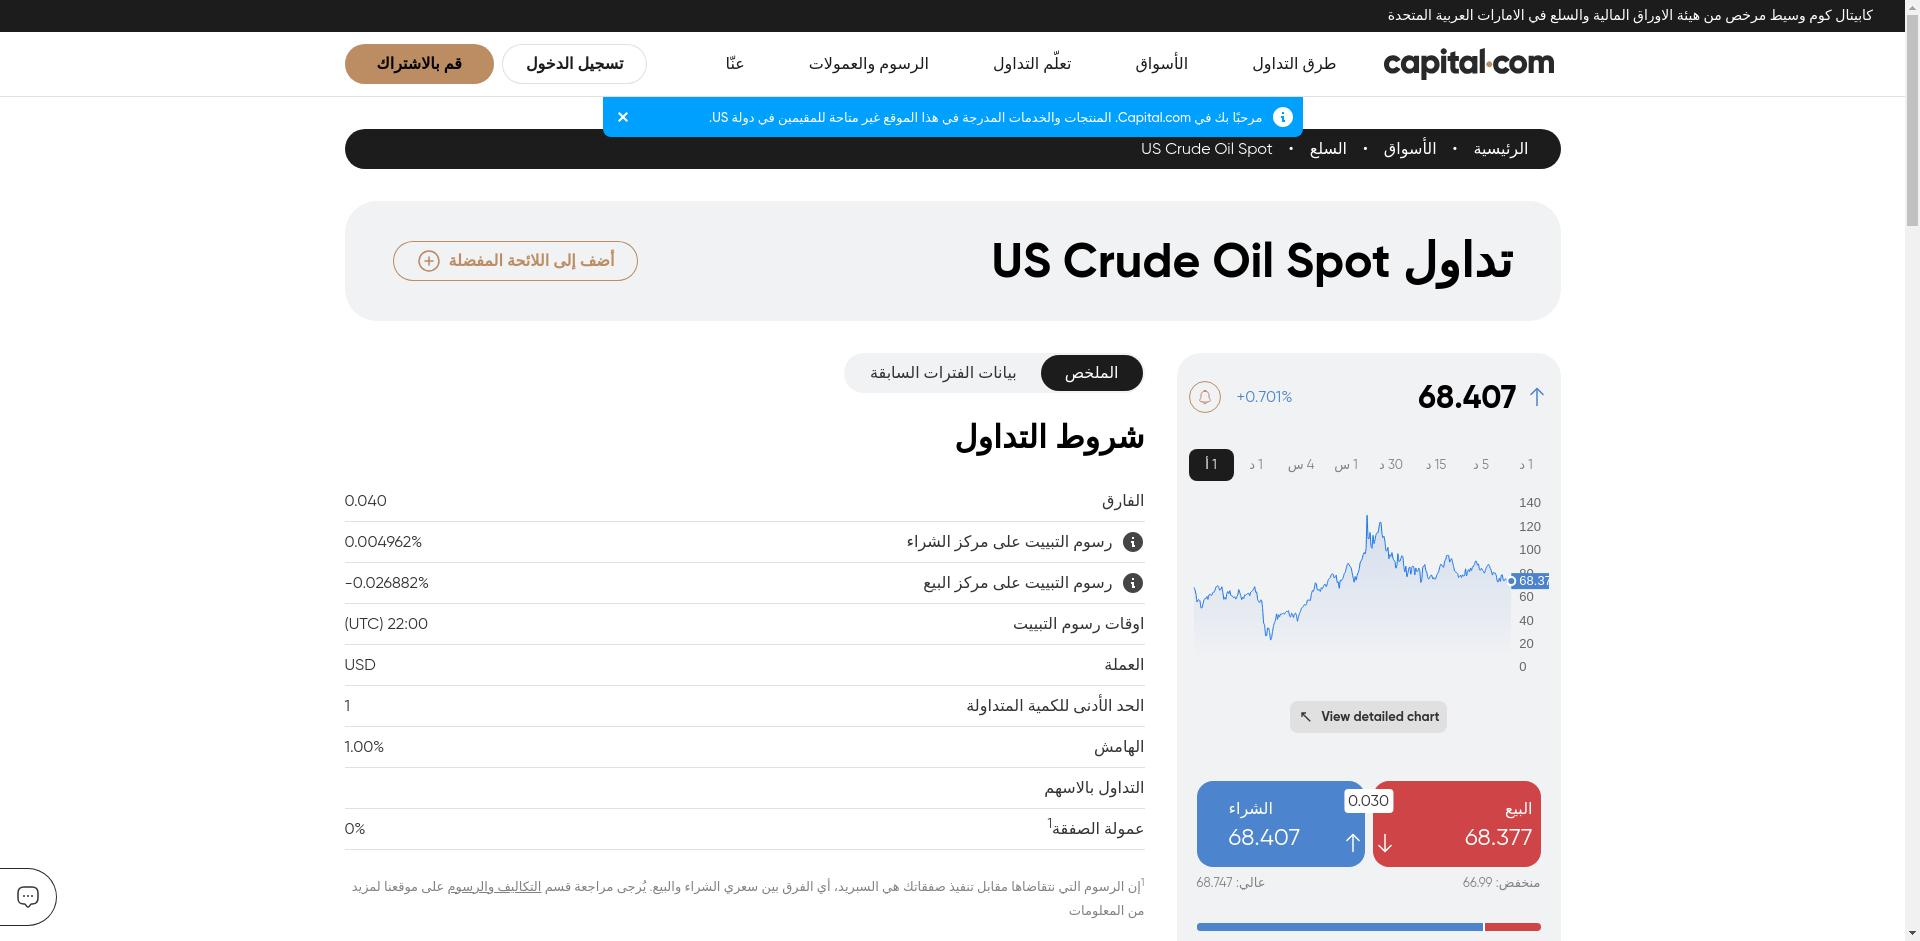 كابيتال كوم وسيط مرخص من هيئة الاوراق المالية والسلع في الامارات العربية المتحدة
capital.com
طرق التداول
الأسواق
تعلّم التداول
الرسوم والعمولات
عنّا
تسجيل الدخول
قم بالاشتراك
مرحبًا بك في Capital.com. المنتجات والخدمات المدرجة في هذا الموقع غير متاحة للمقيمين في دولة US.
الرئيسية • الأسواق • السلع • US Crude Oil Spot
تداول US Crude Oil Spot
أضف إلى اللائحة المفضلة
68.407
+0.701%
1 د
5 د
15 د
30 د
1 س
4 س
1 د
1 أ
140
120
100
80
68.37
60
40
20
0
View detailed chart
البيع
68.377
0.030
الشراء
68.407
منخفض: 66.99
عالي: 68.747
الملخص
بيانات الفترات السابقة
شروط التداول
الفارق 0.040
رسوم التبييت على مركز الشراء 0.004962%
رسوم التبييت على مركز البيع -0.026882%
اوقات رسوم التبييت 22:00 (UTC)
العملة USD
الحد الأدنى للكمية المتداولة 1
الهامش 1.00%
التداول بالاسهم
عمولة الصفقة1 0%
1إن الرسوم التي نتقاضاها مقابل تنفيذ صفقاتك هي السبريد، أي الفرق بين سعري الشراء والبيع. يُرجى مراجعة قسم التكاليف والرسوم على موقعنا لمزيد
من المعلومات